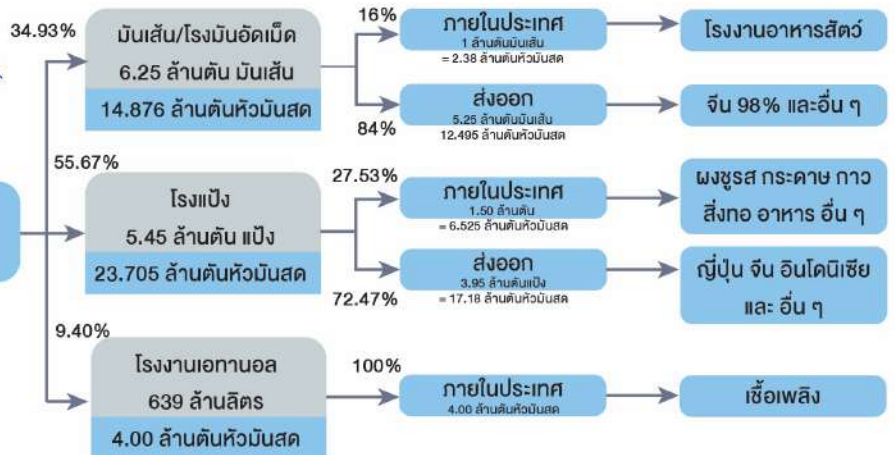 34.93%
มันเส้น/โรงมันอัดเม็ด
6.25 ล้านตัน มันเส้น
14.876 ล้านตันหัวมันสด
16%
ภายในประเทศ
1 ล้านตันมันเส้น
= 2.38 ล้านตันหัวมันสด
โรงงานอาหารสัตว์
84%
ส่งออก
5.25 ล้านตันมันเส้น
12.495 ล้านตันหัวมันสด
จีน 98% และอื่น ๆ
55.67%
โรงแป้ง
5.45 ล้านตัน แป้ง
23.705 ล้านตันหัวมันสด
27.53%
ภายในประเทศ
1.50 ล้านตัน
= 6.525 ล้านตันหัวมันสด
ผงชูรส กระดาษ กาว
สิ่งทอ อาหาร อื่น ๆ
72.47%
ส่งออก
3.95 ล้านตันแป้ง
= 17.18 ล้านตันหัวมันสด
ญี่ปุ่น จีน อินโดนิเซีย
และ อื่น ๆ
9.40%
โรงงานเอทานอล
639 ล้านลิตร
4.00 ล้านตันหัวมันสด
100%
ภายในประเทศ
4.00 ล้านตันหัวมันสด
เชื้อเพลิง